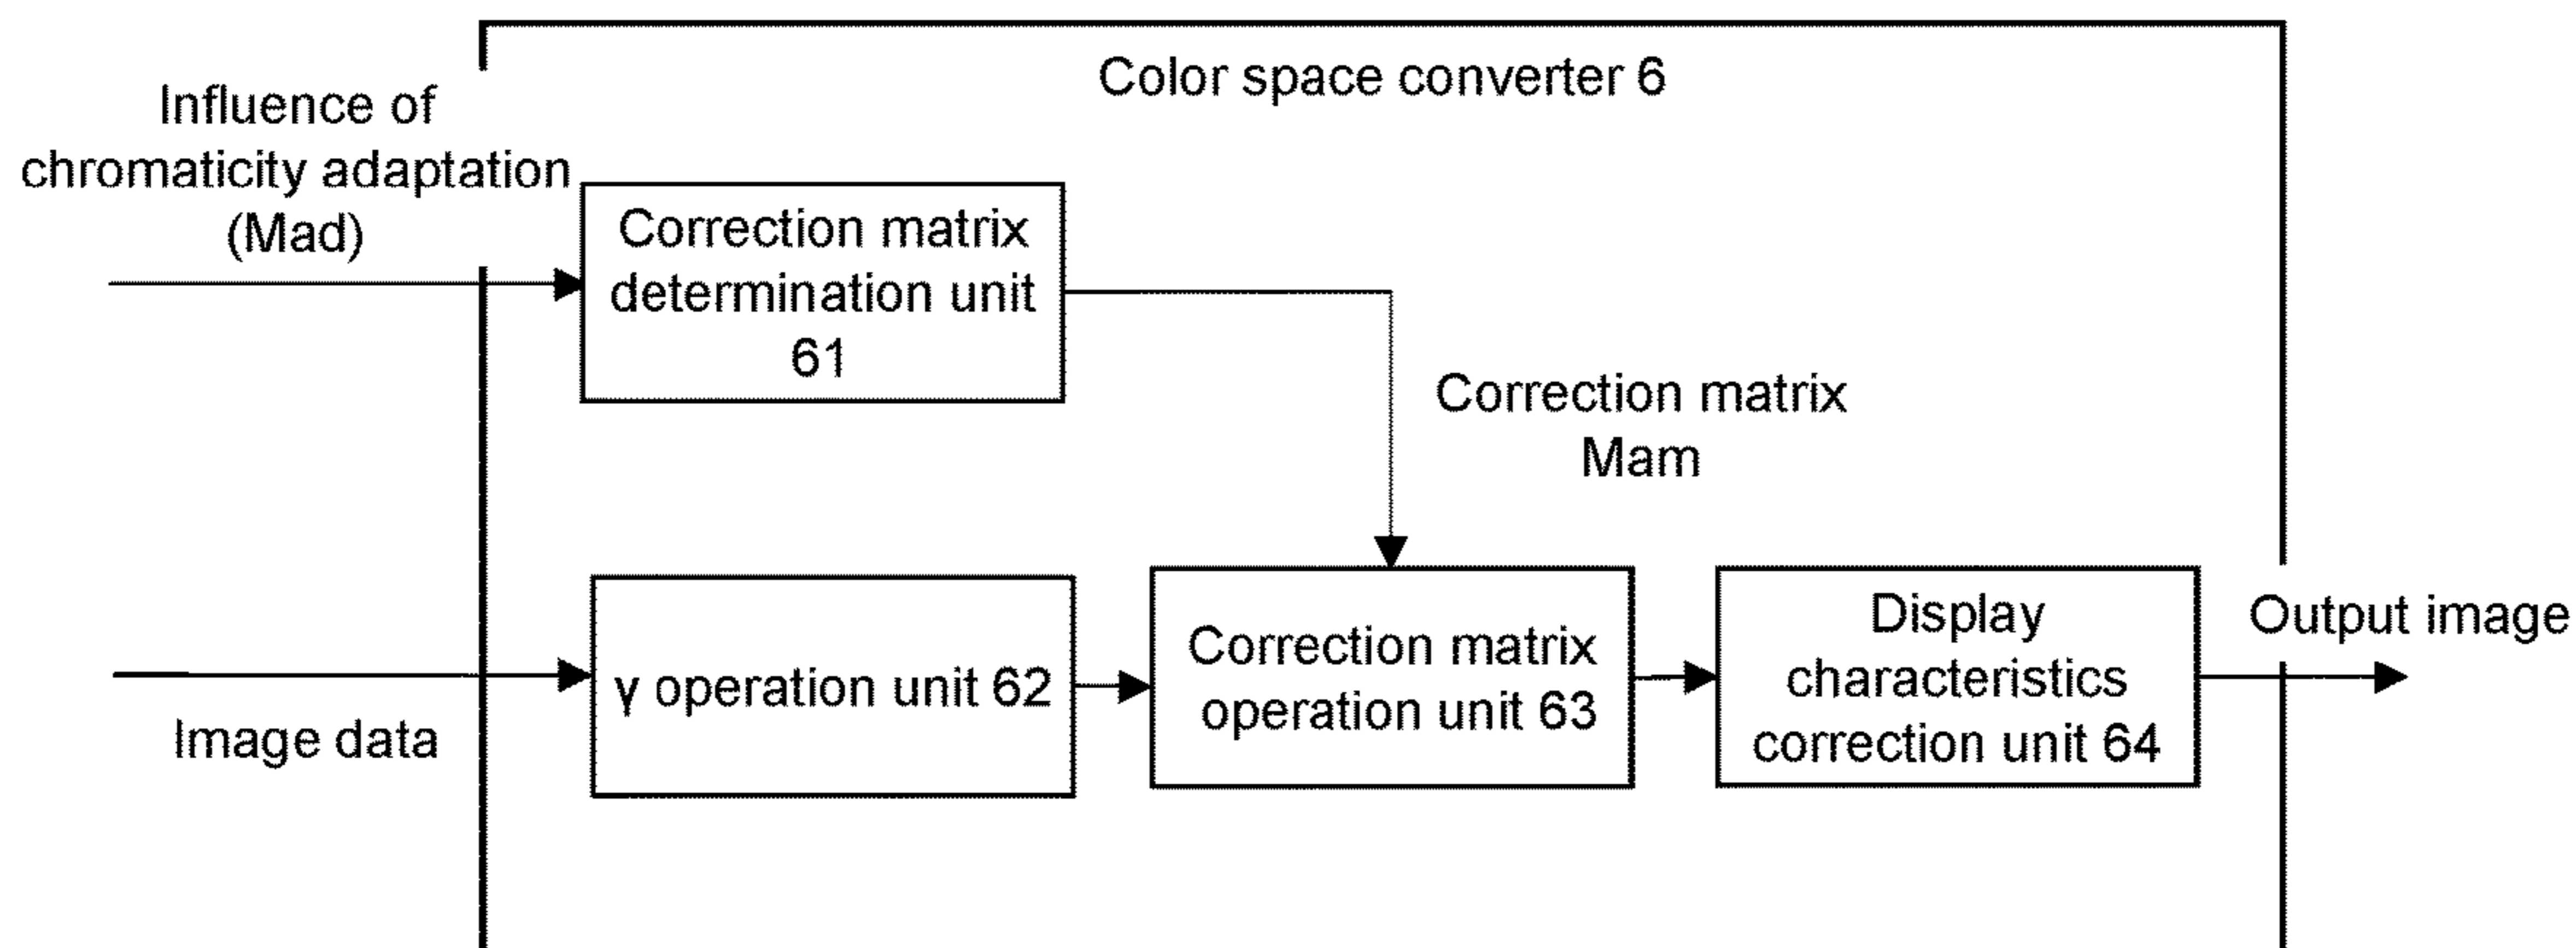 Color space converter 6
Influence of
chromaticity adaptation
(Mad)
Correction matrix
determination unit
61
Correction matrix
Mam
Image data
γ operation unit 62
Correction matrix
operation unit 63
Display
characteristics
correction unit 64
Output image